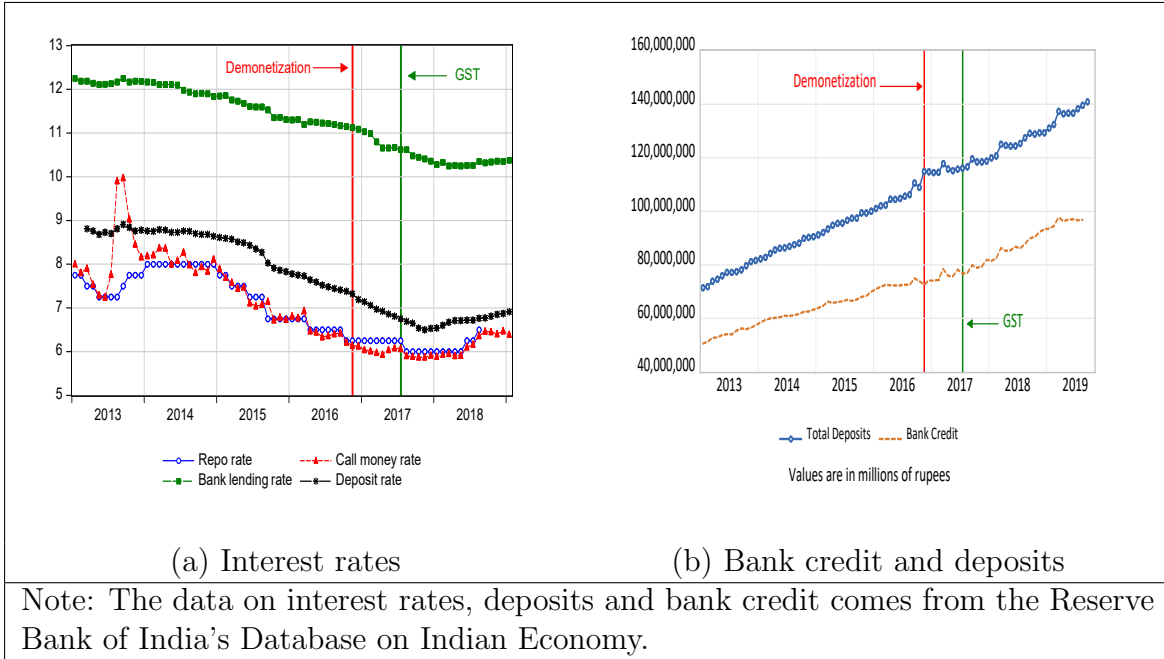 13
12
11
10
9
8
7
6
5
Demonetization
GST
2013 2014 2015 2016 2017 2018
Repo rate Call money rate
Bank lending rate Deposit rate
(a) Interest rates
160,000,000
140,000,000
120,000,000
100,000,000
80,000,000
60,000,000
40,000,000
Demonetization
GST
2013 2014 2015 2016 2017 2018 2019
Total Deposits Bank Credit
Values are in millions of rupees
(b) Bank credit and deposits
Note: The data on interest rates, deposits and bank credit comes from the Reserve
Bank of India's Database on Indian Economy.